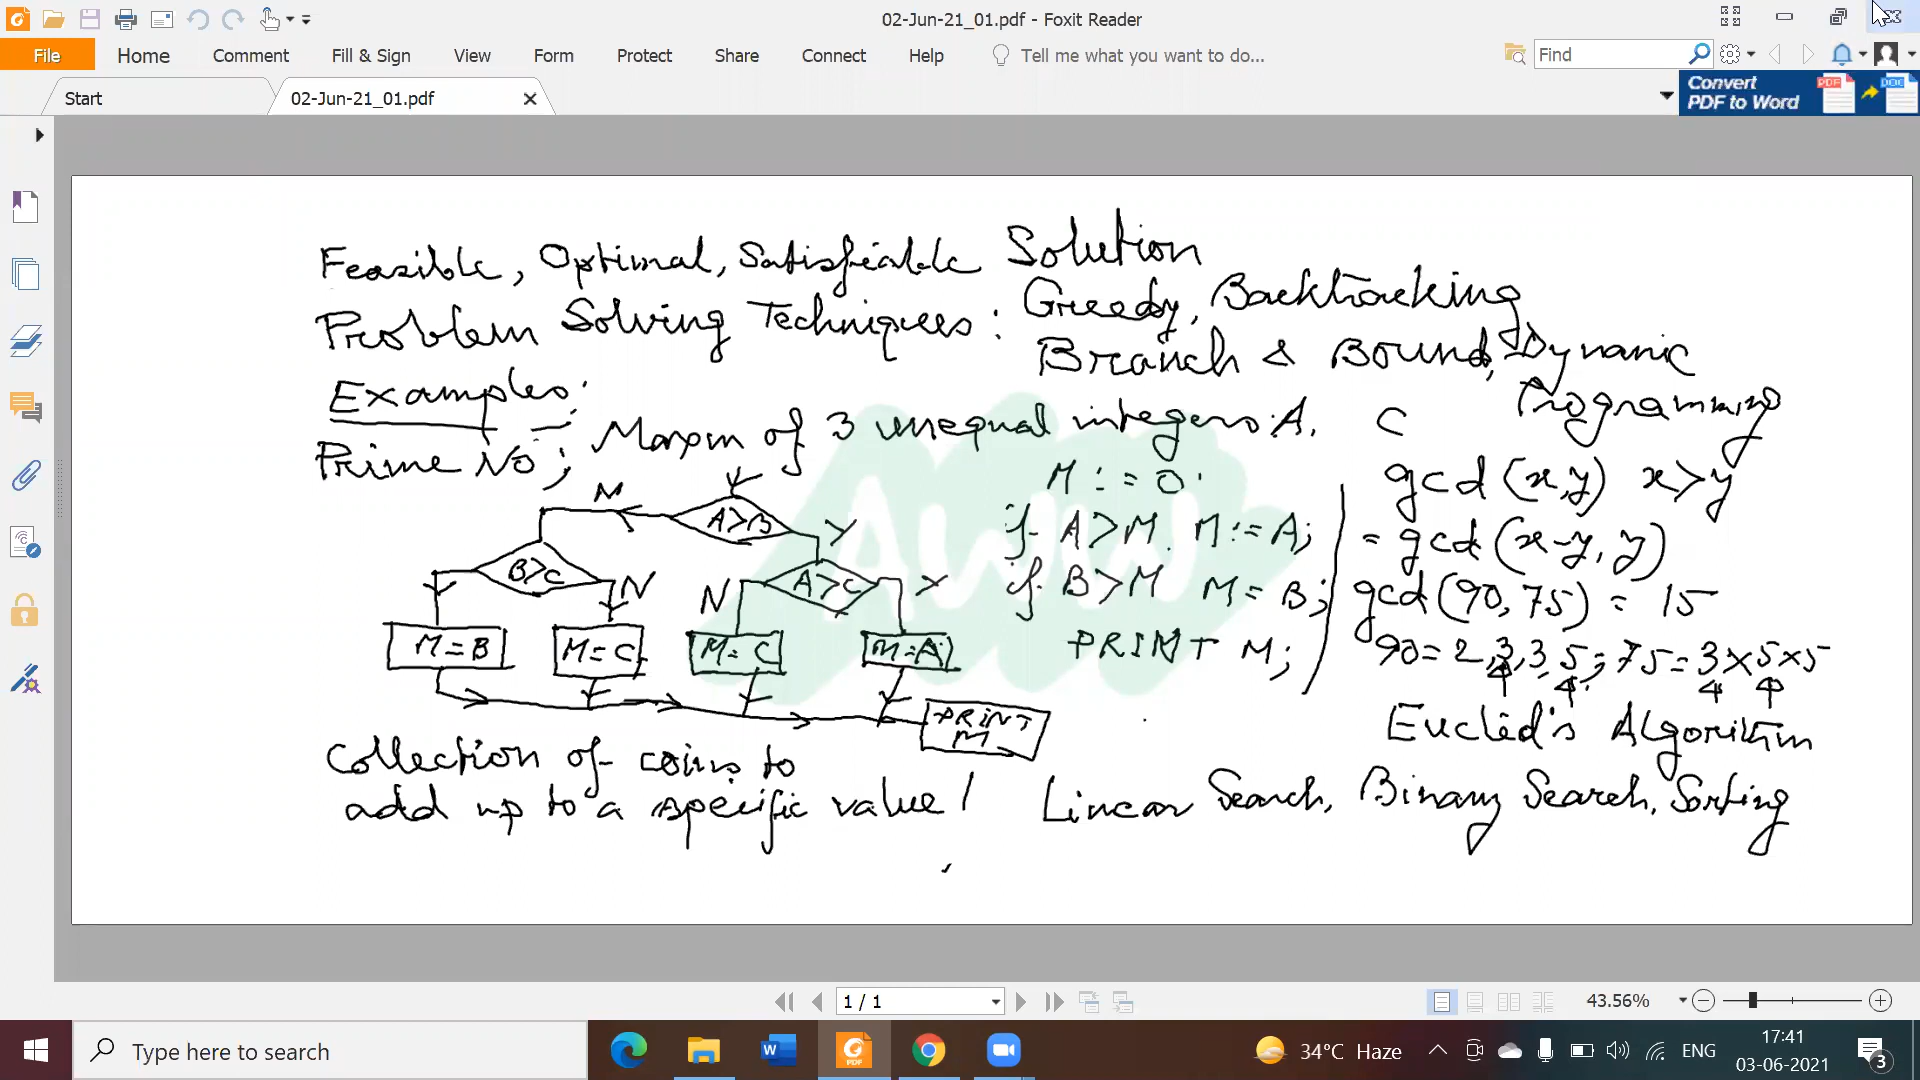 02-Jun-21_01.pdf - Foxit Reader
File Home Comment Fill & Sign View Form Protect Share Connect Help Tell me what you want to do... Find
Start 02-Jun-21_01.pdf
Convert
PDF to Word
PDF DOC
Feasible, Optimal, Satisfiable Solution
Problem Solving Techniques: Greedy, Backtracking
Branch & Bound, Dynamic
Programming
Examples:
Prime No; Maxm of 3 unequal integers: A, C
M := 0;
N A>B Y
if A>M M := A;
B>C N N A>C Y
if B>M M = B;
M=B M=C M=C M=A
PRINT M;
PRINT
M
gcd (x,y) x>y
= gcd (x-y, y)
gcd (90, 75) = 15
90 = 2,3,3,5; 75 = 3×5×5
Euclid's Algorithm
AWW
Collection of coins to
add up to a specific value!
Linear Search, Binary Search, Sorting
1 / 1
43.56%
Type here to search
34°C Haze
ENG
17:41
03-06-2021
3